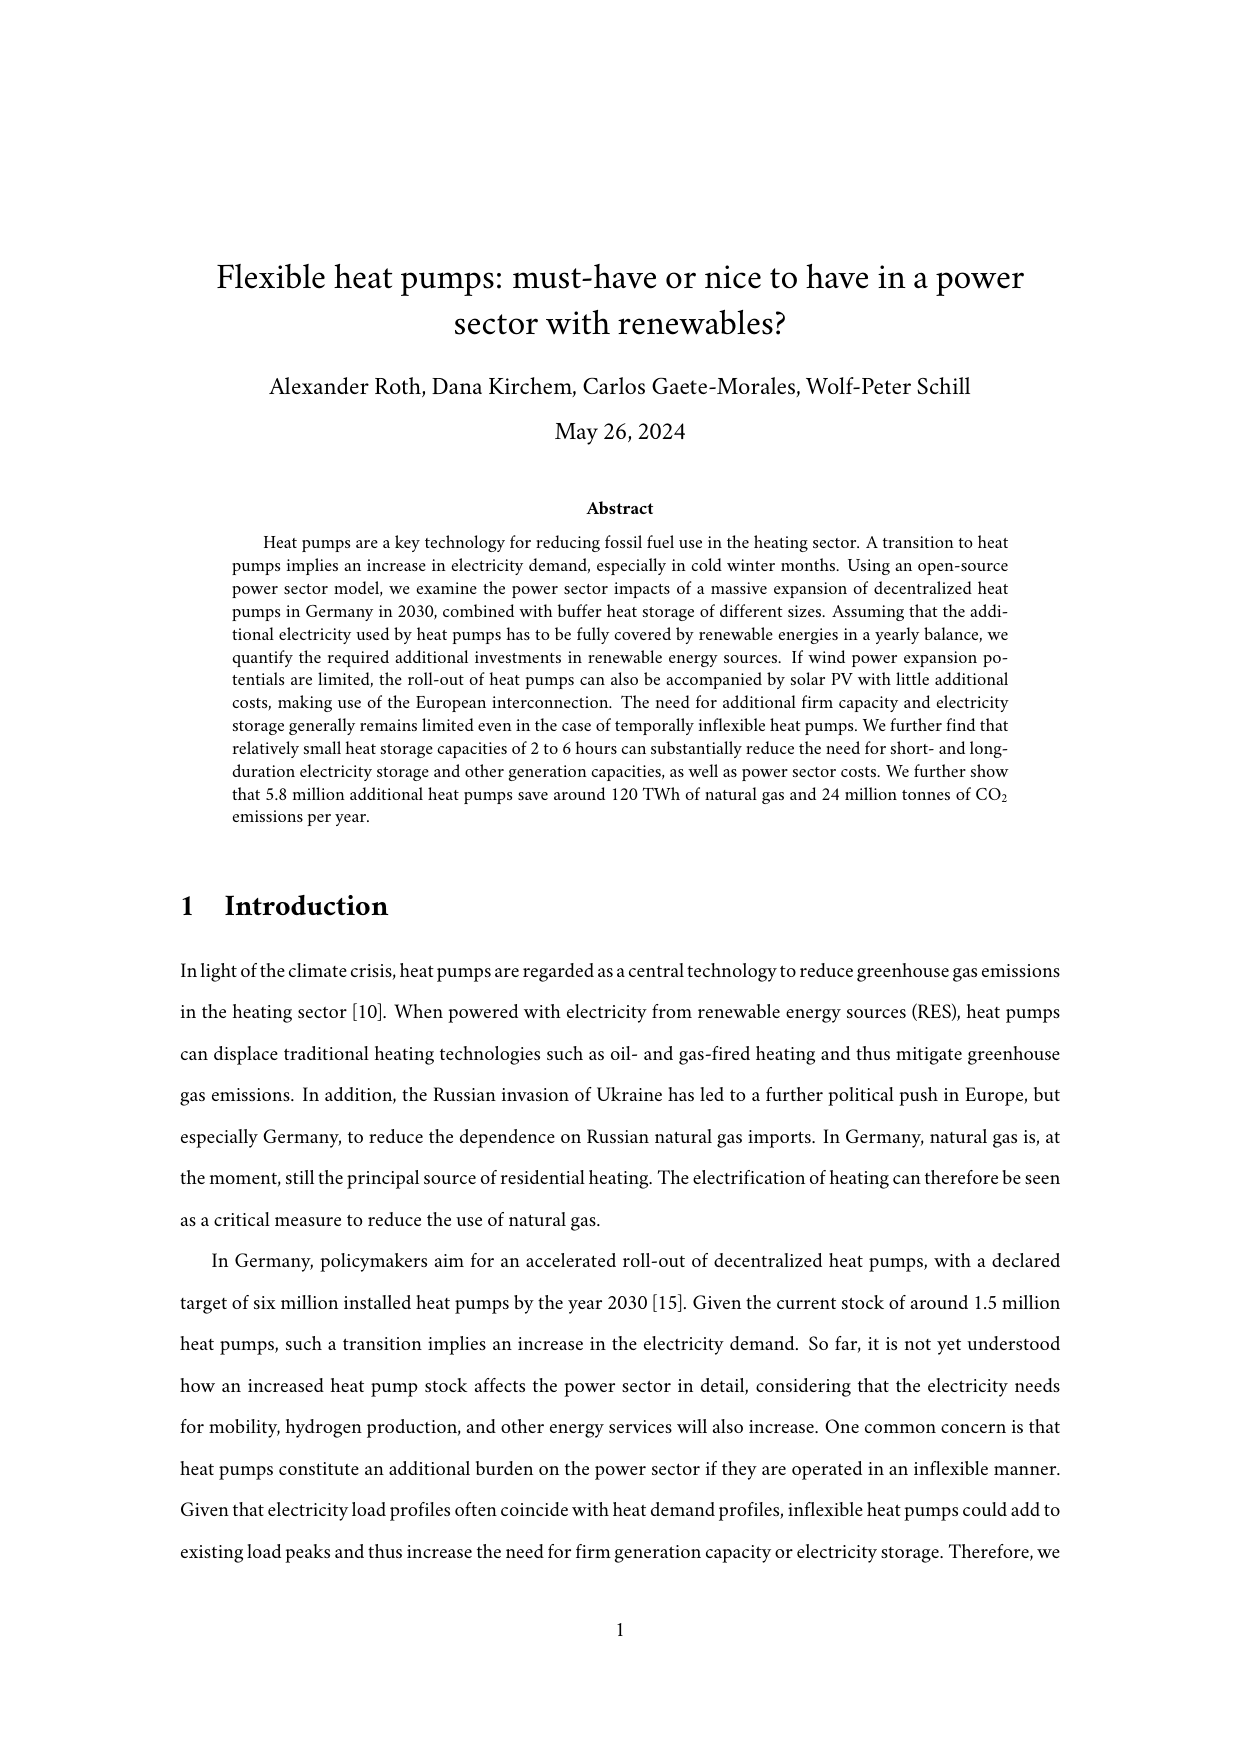 Flexible heat pumps: must-have or nice to have in a power
sector with renewables?
Alexander Roth, Dana Kirchem, Carlos Gaete-Morales, Wolf-Peter Schill
May 26, 2024
Abstract
Heat pumps are a key technology for reducing fossil fuel use in the heating sector. A transition to heat
pumps implies an increase in electricity demand, especially in cold winter months. Using an open-source
power sector model, we examine the power sector impacts of a massive expansion of decentralized heat
pumps in Germany in 2030, combined with buffer heat storage of different sizes. Assuming that the addi-
tional electricity used by heat pumps has to be fully covered by renewable energies in a yearly balance, we
quantify the required additional investments in renewable energy sources. If wind power expansion po-
tentials are limited, the roll-out of heat pumps can also be accompanied by solar PV with little additional
costs, making use of the European interconnection. The need for additional firm capacity and electricity
storage generally remains limited even in the case of temporally inflexible heat pumps. We further find that
relatively small heat storage capacities of 2 to 6 hours can substantially reduce the need for short- and long-
duration electricity storage and other generation capacities, as well as power sector costs. We further show
that 5.8 million additional heat pumps save around 120 TWh of natural gas and 24 million tonnes of CO₂
emissions per year.
1 Introduction
In light of the climate crisis, heat pumps are regarded as a central technology to reduce greenhouse gas emissions
in the heating sector [10]. When powered with electricity from renewable energy sources (RES), heat pumps
can displace traditional heating technologies such as oil- and gas-fired heating and thus mitigate greenhouse
gas emissions. In addition, the Russian invasion of Ukraine has led to a further political push in Europe, but
especially Germany, to reduce the dependence on Russian natural gas imports. In Germany, natural gas is, at
the moment, still the principal source of residential heating. The electrification of heating can therefore be seen
as a critical measure to reduce the use of natural gas.
In Germany, policymakers aim for an accelerated roll-out of decentralized heat pumps, with a declared
target of six million installed heat pumps by the year 2030 [15]. Given the current stock of around 1.5 million
heat pumps, such a transition implies an increase in the electricity demand. So far, it is not yet understood
how an increased heat pump stock affects the power sector in detail, considering that the electricity needs
for mobility, hydrogen production, and other energy services will also increase. One common concern is that
heat pumps constitute an additional burden on the power sector if they are operated in an inflexible manner.
Given that electricity load profiles often coincide with heat demand profiles, inflexible heat pumps could add to
existing load peaks and thus increase the need for firm generation capacity or electricity storage. Therefore, we
1